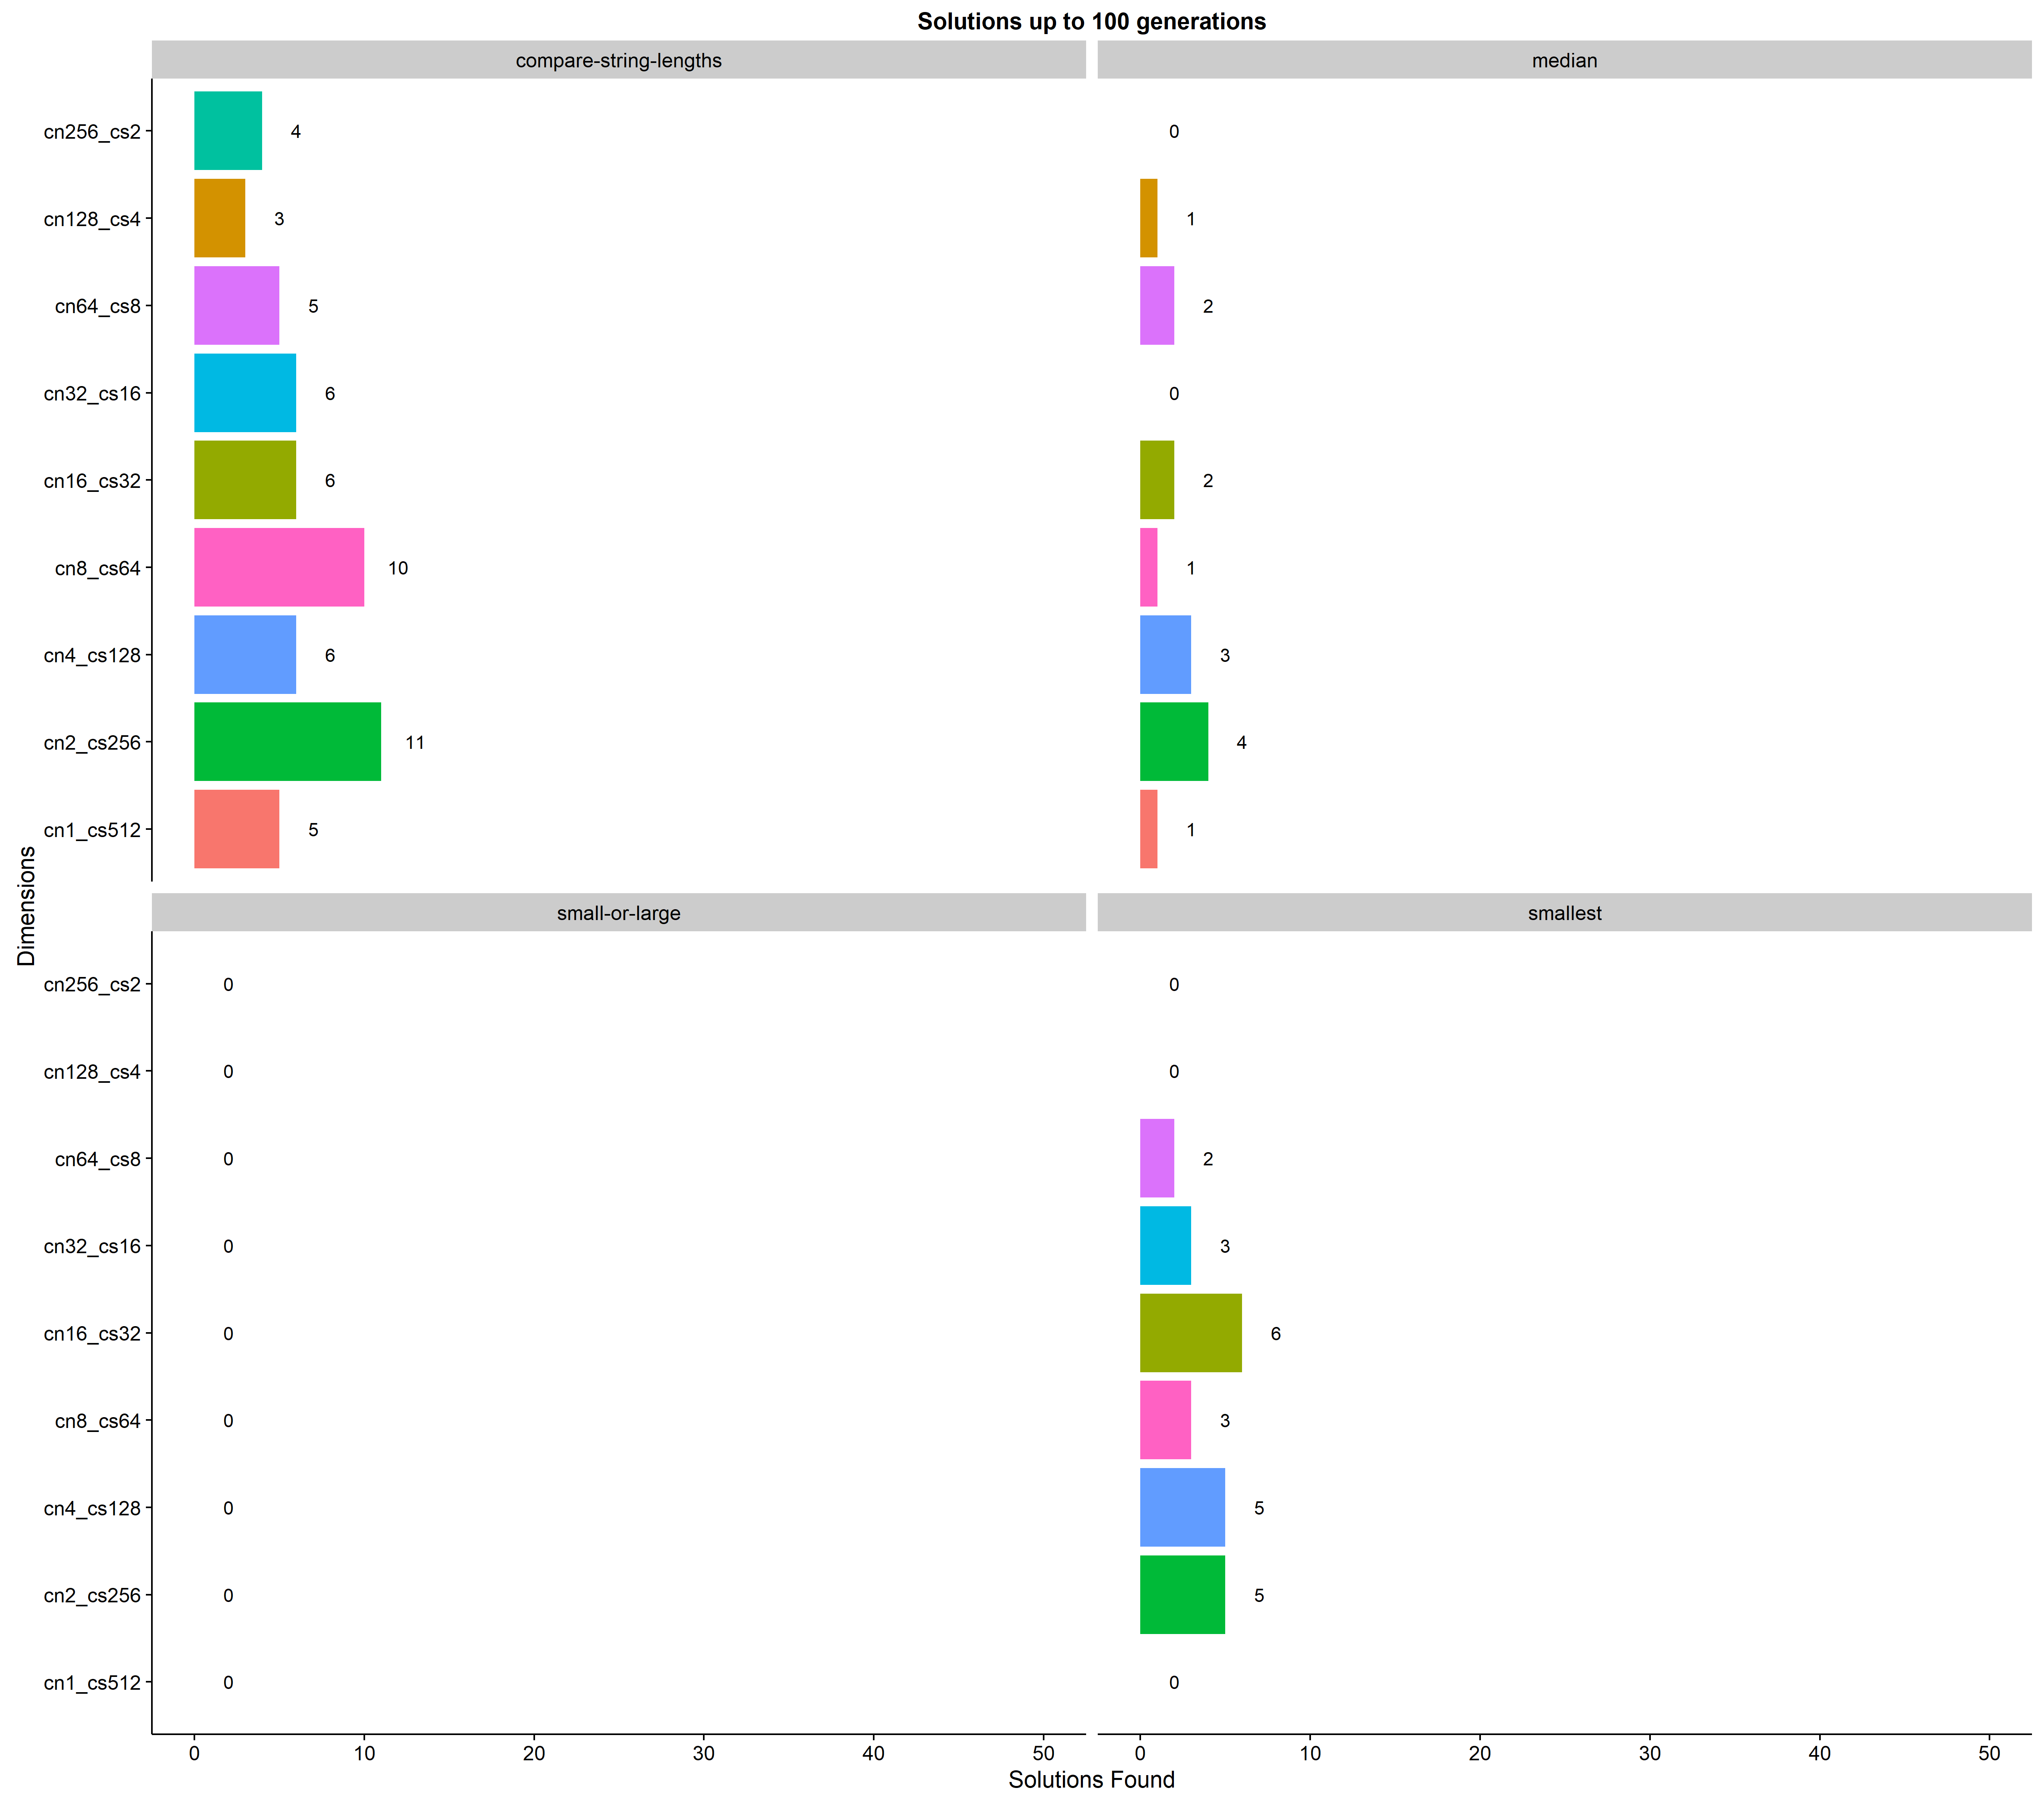 Solutions up to 100 generations
compare-string-lengths
median
cn256_cs2 4 0
cn128_cs4 3 1
cn64_cs8 5 2
cn32_cs16 6 0
cn16_cs32 6 2
cn8_cs64 10 1
cn4_cs128 6 3
cn2_cs256 11 4
cn1_cs512 5 1
Dimensions
small-or-large
smallest
cn256_cs2 0 0
cn128_cs4 0 0
cn64_cs8 0 2
cn32_cs16 0 3
cn16_cs32 0 6
cn8_cs64 0 3
cn4_cs128 0 5
cn2_cs256 0 5
cn1_cs512 0 0
0 10 20 30 40 50 0 10 20 30 40 50
Solutions Found